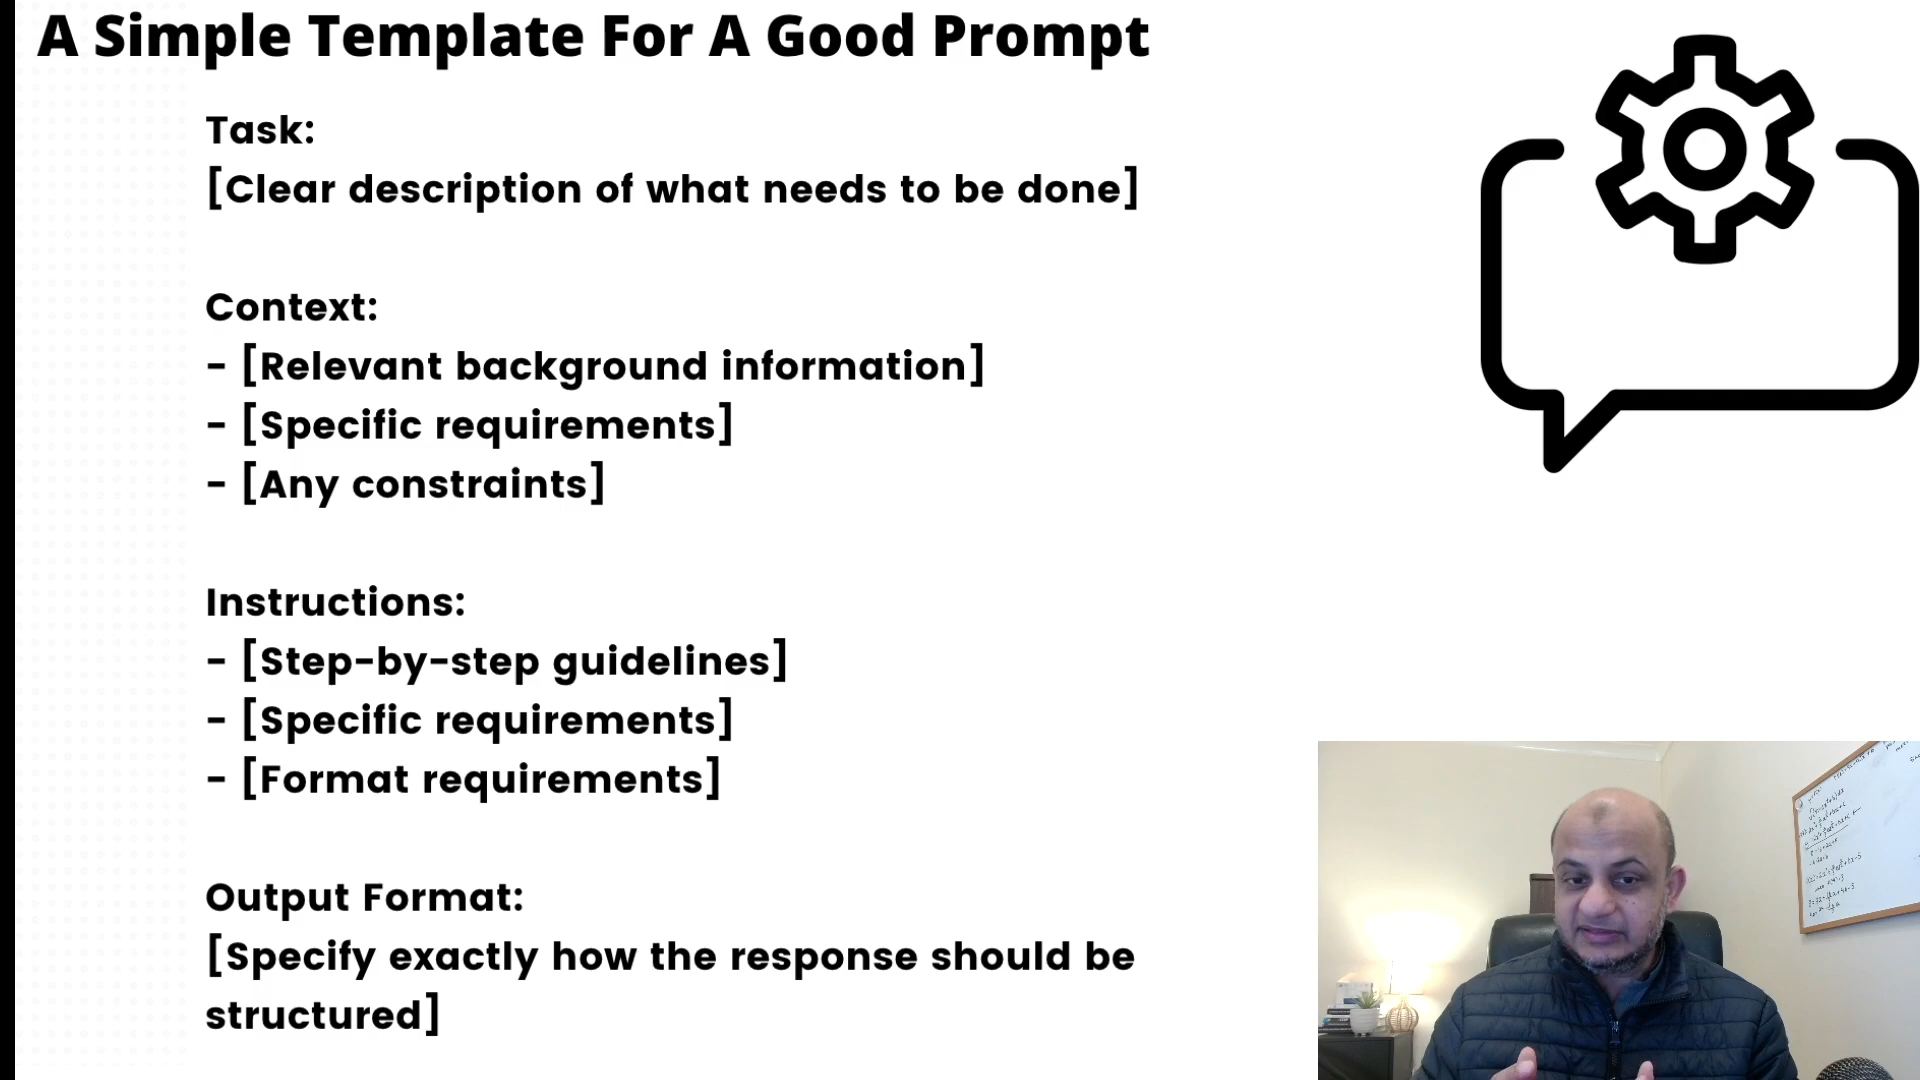 A Simple Template For A Good Prompt
Task:
[Clear description of what needs to be done]
Context:
- [Relevant background information]
- [Specific requirements]
- [Any constraints]
Instructions:
- [Step-by-step guidelines]
- [Specific requirements]
- [Format requirements]
Output Format:
[Specify exactly how the response should be
structured]